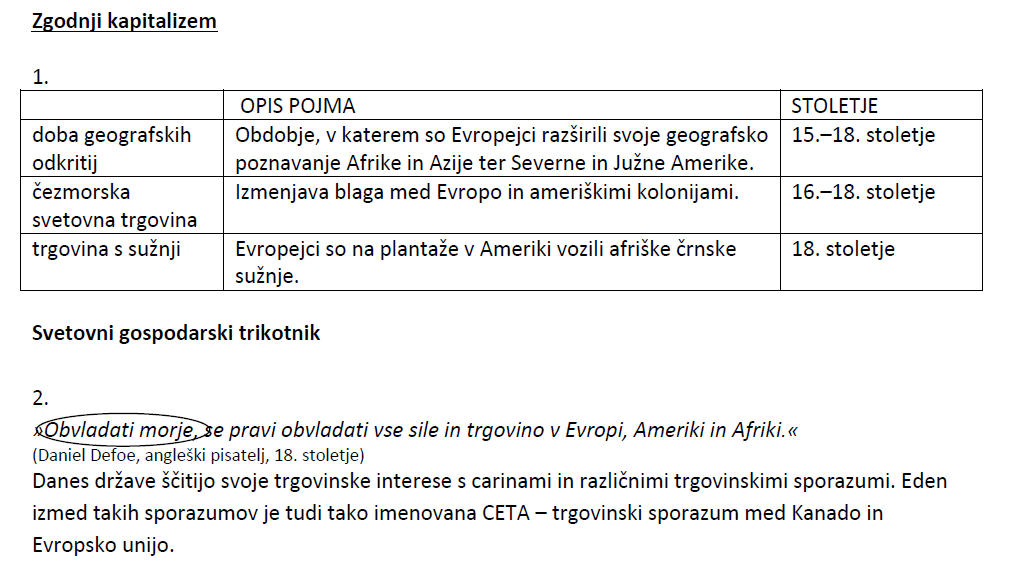 Zgodnji kapitalizem
1.
OPIS POJMA STOLETJE
doba geografskih Obdobje, v katerem so Evropejci razširili svoje geografsko 15.–18. stoletje
odkritij poznavanje Afrike in Azije ter Severne in Južne Amerike.
čezmorska Izmenjava blaga med Evropo in ameriškimi kolonijami. 16.–18. stoletje
svetovna trgovina
trgovina s sužnji Evropejci so na plantaže v Ameriki vozili afriške črnske 18. stoletje
sužnje.
Svetovni gospodarski trikotnik
2.
»Obvladati morje, se pravi obvladati vse sile in trgovino v Evropi, Ameriki in Afriki.«
(Daniel Defoe, angleški pisatelj, 18. stoletje)
Danes države ščitijo svoje trgovinske interese s carinami in različnimi trgovinskimi sporazumi. Eden
izmed takih sporazumov je tudi tako imenovana CETA – trgovinski sporazum med Kanado in
Evropsko unijo.